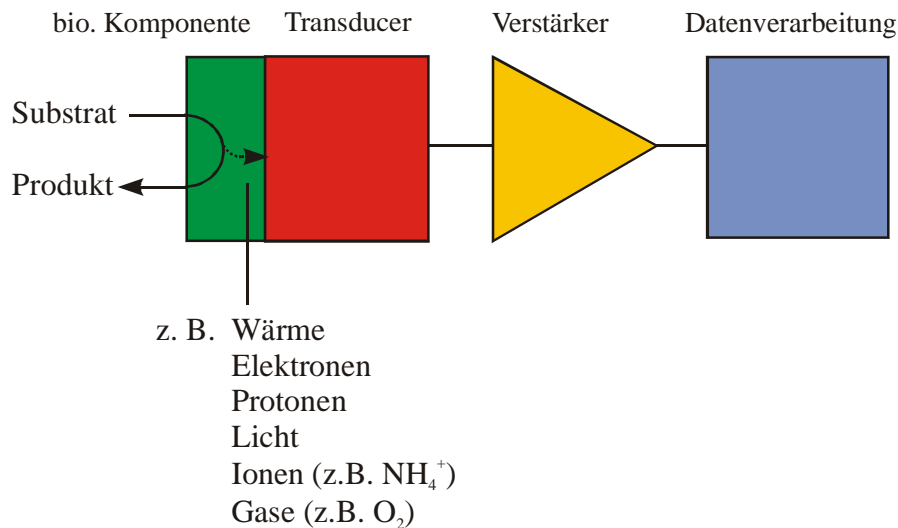 bio. Komponente Transducer Verstärker Datenverarbeitung
Substrat
Produkt
z. B. Wärme
Elektronen
Protonen
Licht
Ionen (z.B. NH₄⁺)
Gase (z.B. O₂)